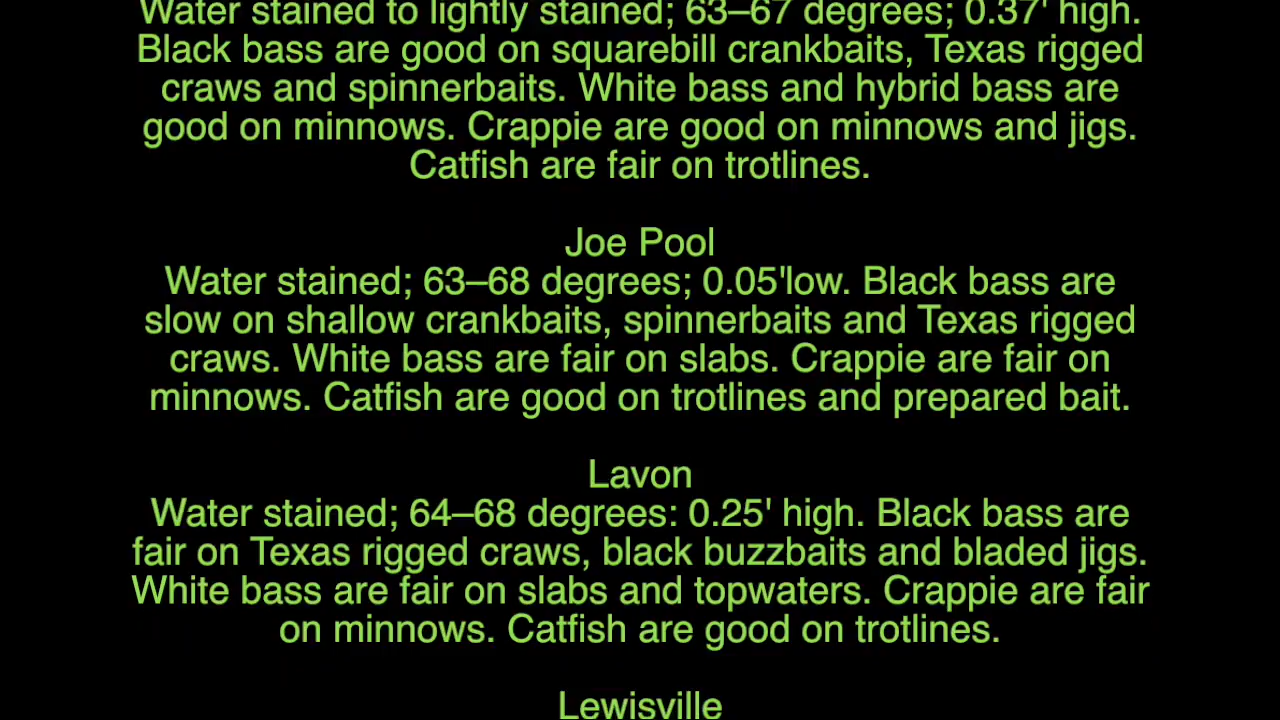 Water stained to lightly stained; 63–67 degrees; 0.37' high.
Black bass are good on squarebill crankbaits, Texas rigged
craws and spinnerbaits. White bass and hybrid bass are
good on minnows. Crappie are good on minnows and jigs.
Catfish are fair on trotlines.
Joe Pool
Water stained; 63–68 degrees; 0.05'low. Black bass are
slow on shallow crankbaits, spinnerbaits and Texas rigged
craws. White bass are fair on slabs. Crappie are fair on
minnows. Catfish are good on trotlines and prepared bait.
Lavon
Water stained; 64–68 degrees: 0.25' high. Black bass are
fair on Texas rigged craws, black buzzbaits and bladed jigs.
White bass are fair on slabs and topwaters. Crappie are fair
on minnows. Catfish are good on trotlines.
Lewisville